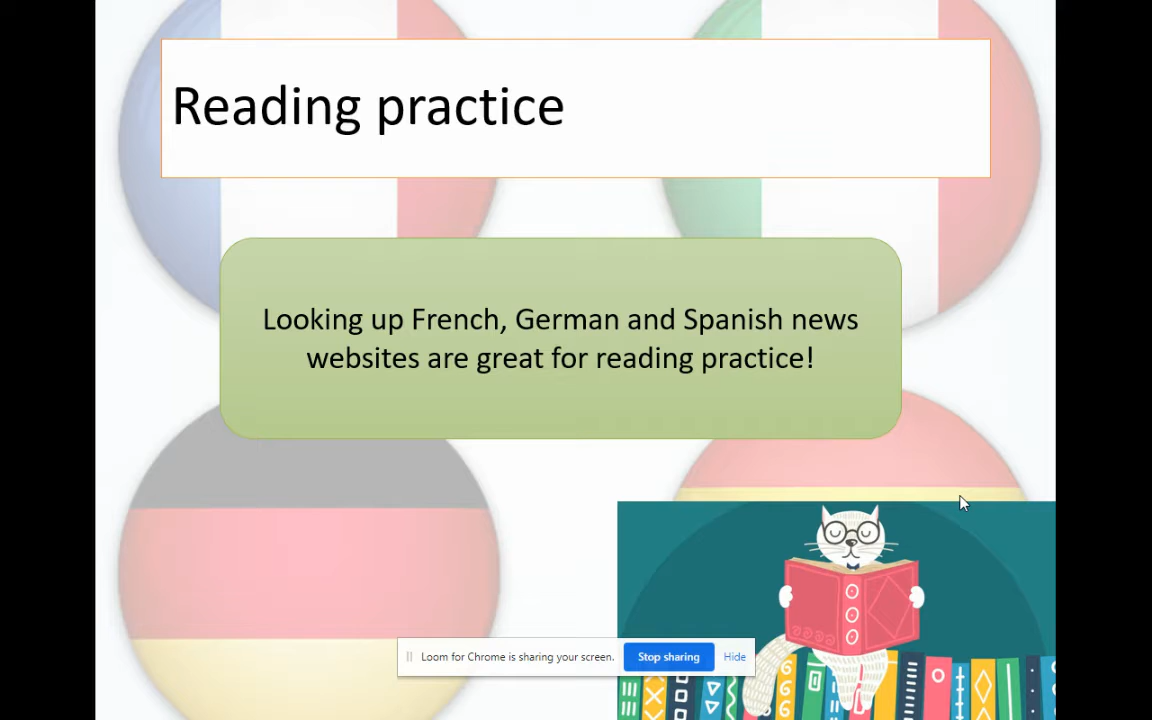 Reading practice
Looking up French, German and Spanish news
websites are great for reading practice!
Loom for Chrome is sharing your screen.
Stop sharing
Hide